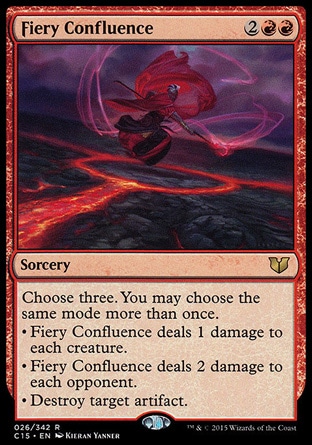 Fiery Confluence 2
Sorcery
Choose three. You may choose the
same mode more than once.
• Fiery Confluence deals 1 damage to
each creature.
• Fiery Confluence deals 2 damage to
each opponent.
• Destroy target artifact.
026/342 R
C15 • EN Kieran Yanner ™ & © 2015 Wizards of the Coast